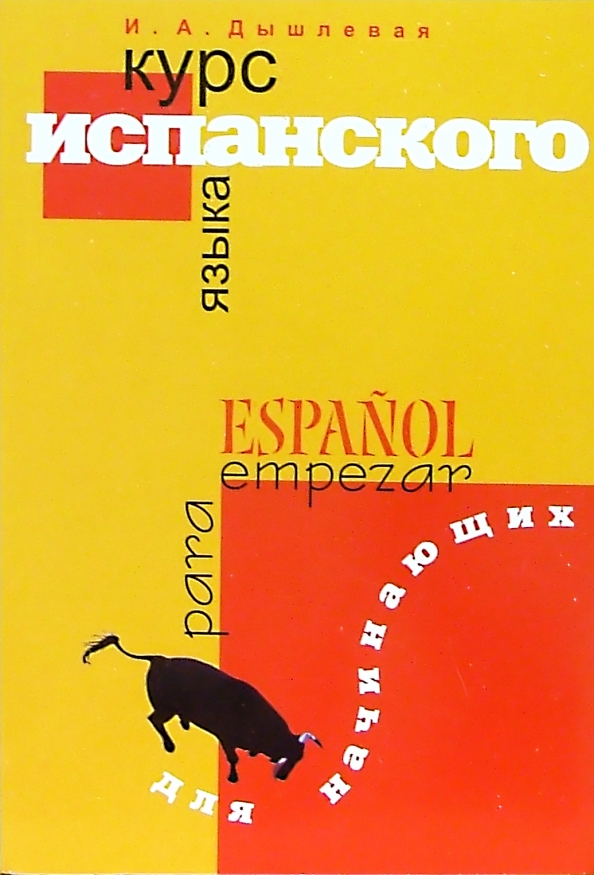 И. А. Дышлевая
курс
испанского
языка
ESPAÑOL
empezar
para
для
начинающих